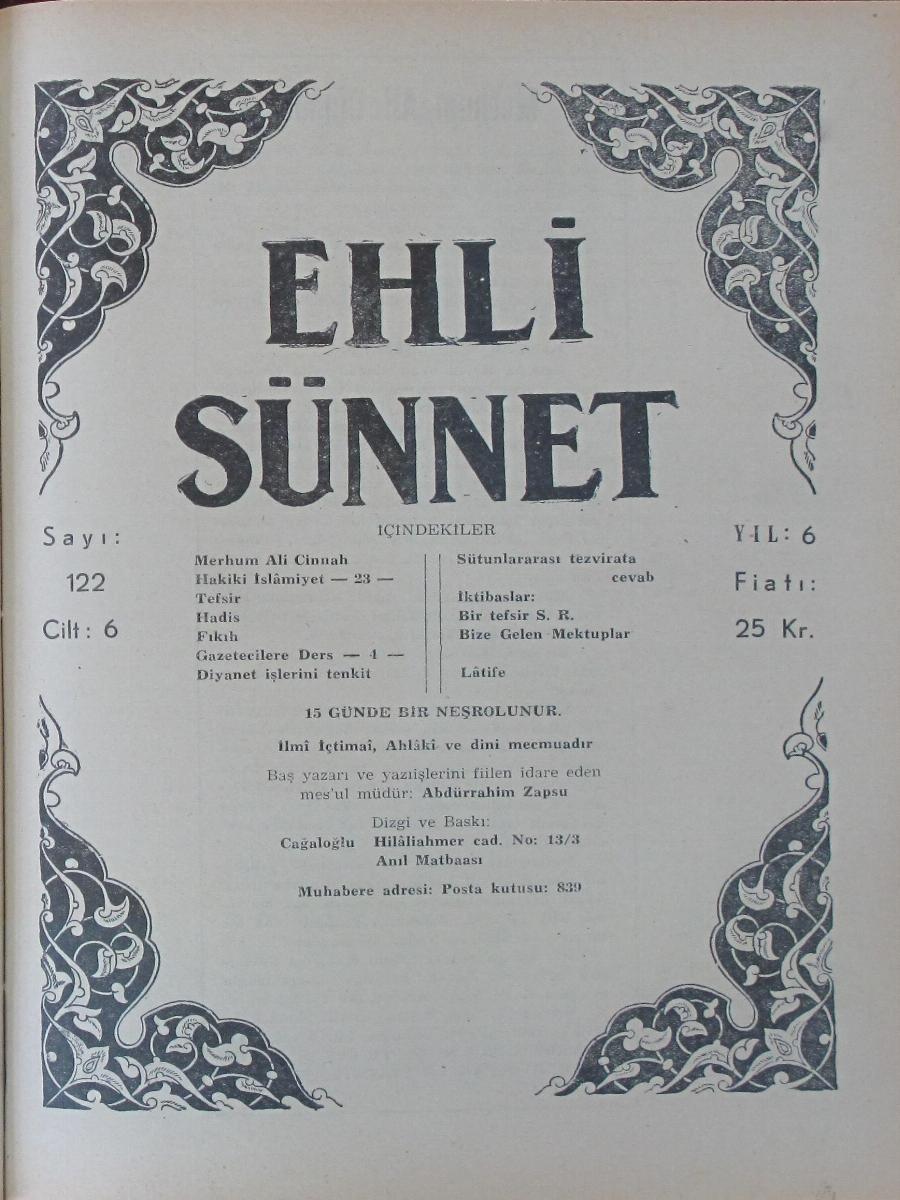 EHLİ
SÜNNET
Sayı:
122
Cilt: 6
İÇİNDEKİLER
YIL: 6
Fiatı:
25 Kr.
Merhum Ali Cinnah
Hakiki İslâmiyet — 23 —
Tefsir
Hadis
Fıkıh
Gazetecilere Ders — 4 —
Diyanet işlerini tenkit
Sütunlararası tezvirata
cevab
İktibaslar:
Bir tefsir S. R.
Bize Gelen Mektuplar
Lâtife
15 GÜNDE BİR NEŞROLUNUR.
İlmî İçtimaî, Ahlâkî ve dini mecmuadır
Baş yazarı ve yazıişlerini fiilen idare eden
mes'ul müdür: Abdürrahim Zapsu
Dizgi ve Baskı:
Cağaloğlu Hilâliahmer cad. No: 13/3
Anıl Matbaası
Muhabere adresi: Posta kutusu: 839